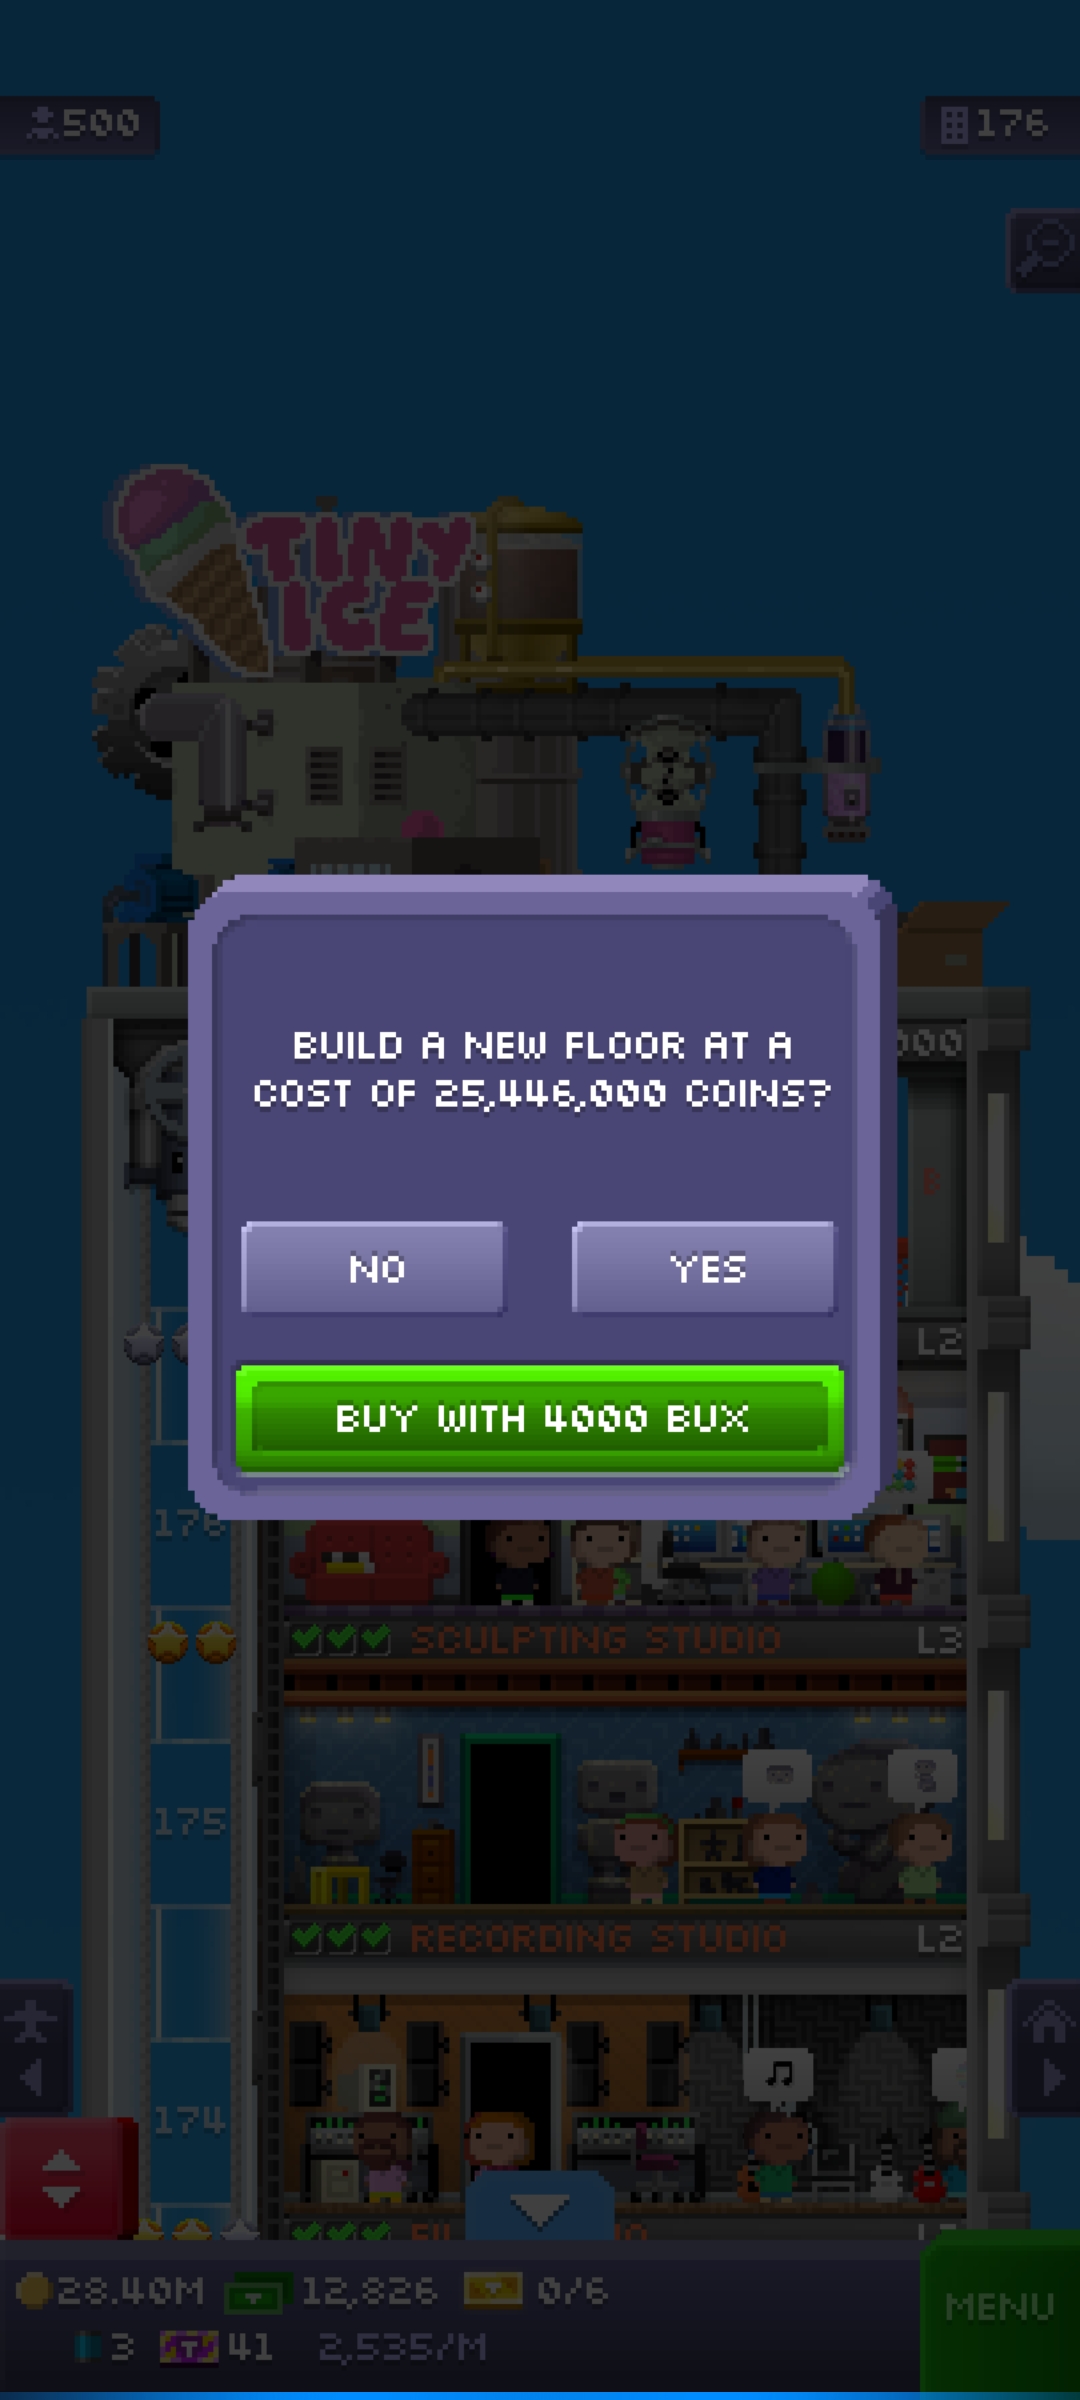 500
176
TINY
ICE
BUILD A NEW FLOOR AT A
COST OF 25,446,000 COINS?
NO
YES
L2
BUY WITH 4000 BUX
176
SCULPTING STUDIO
L3
175
RECORDING STUDIO
L2
174
28.40M
12,826
0/6
MENU
3
T
41
2,535/M